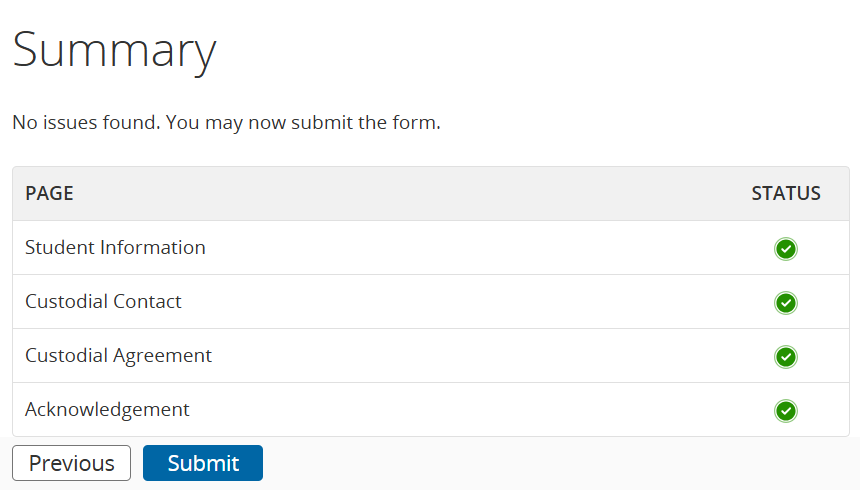 Summary
No issues found. You may now submit the form.
PAGE STATUS
Student Information
Custodial Contact
Custodial Agreement
Acknowledgement
Previous Submit